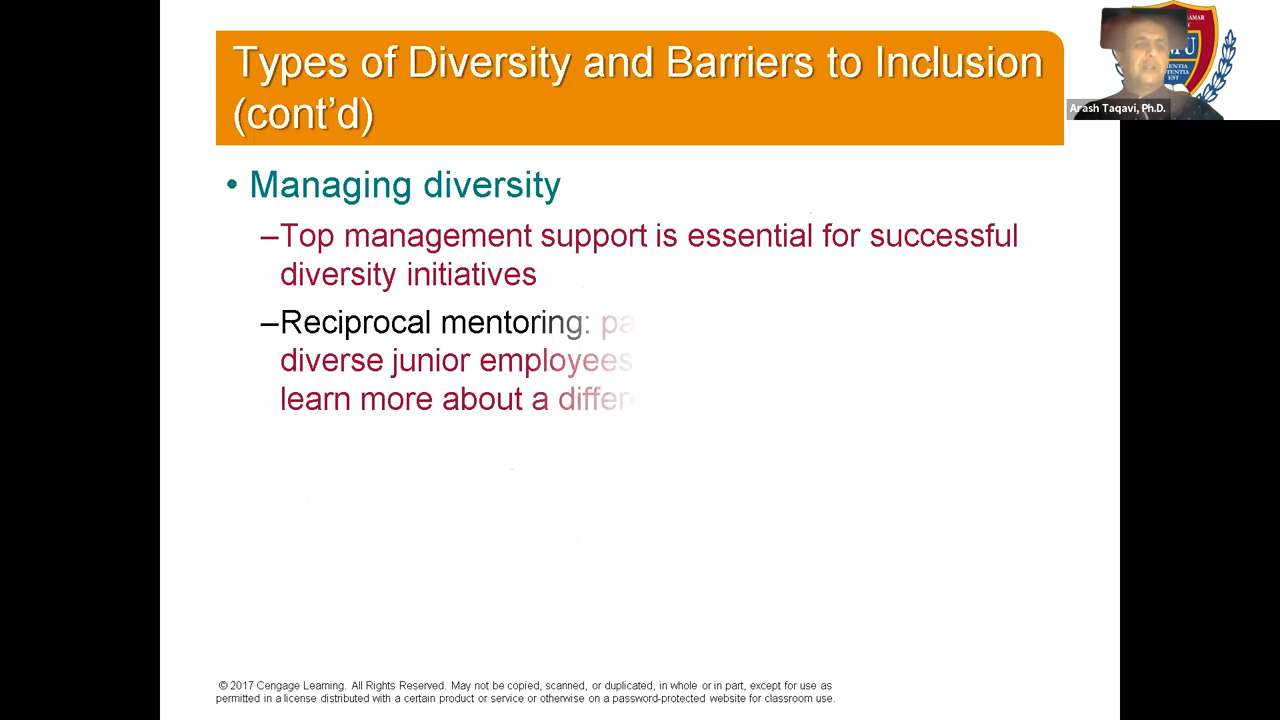 Types of Diversity and Barriers to Inclusion
(cont’d)
• Managing diversity
–Top management support is essential for successful
diversity initiatives
–Reciprocal mentoring: pa
diverse junior employees
learn more about a differe
Arash Taqavi, Ph.D.
© 2017 Cengage Learning. All Rights Reserved. May not be copied, scanned, or duplicated, in whole or in part, except for use as
permitted in a license distributed with a certain product or service or otherwise on a password-protected website for classroom use.